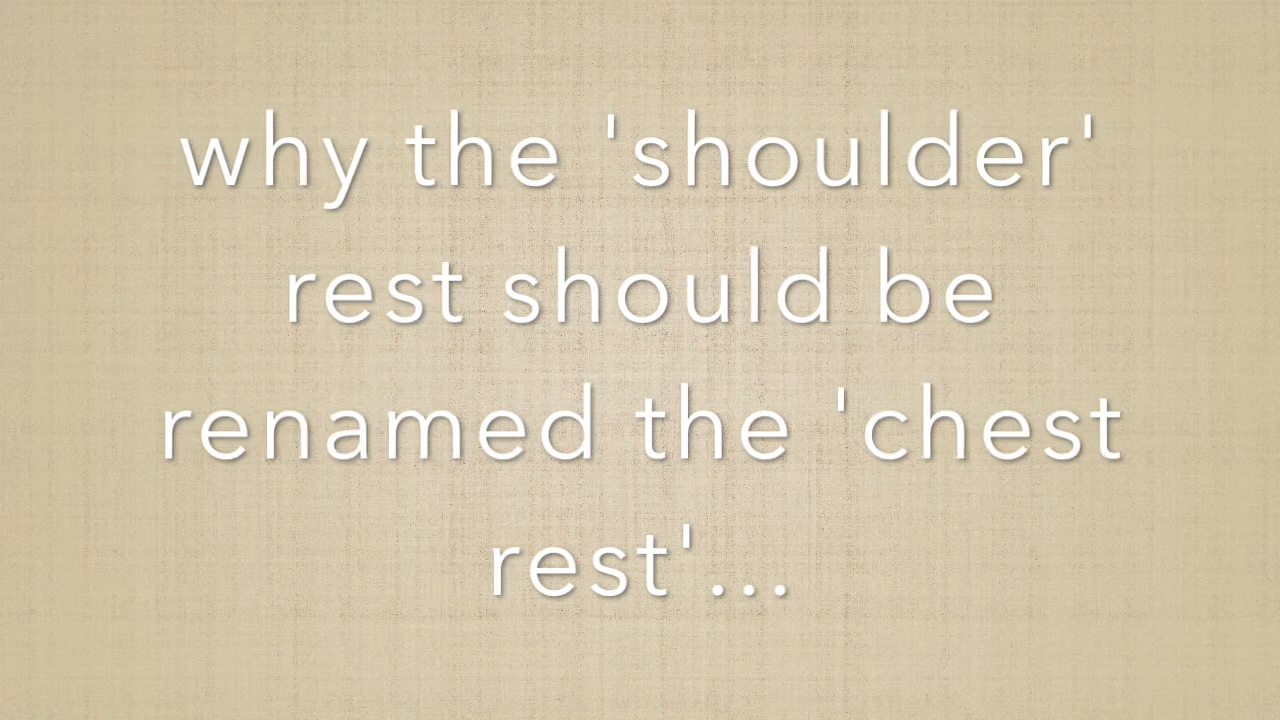 why the 'shoulder'
rest should be
renamed the 'chest
rest'...